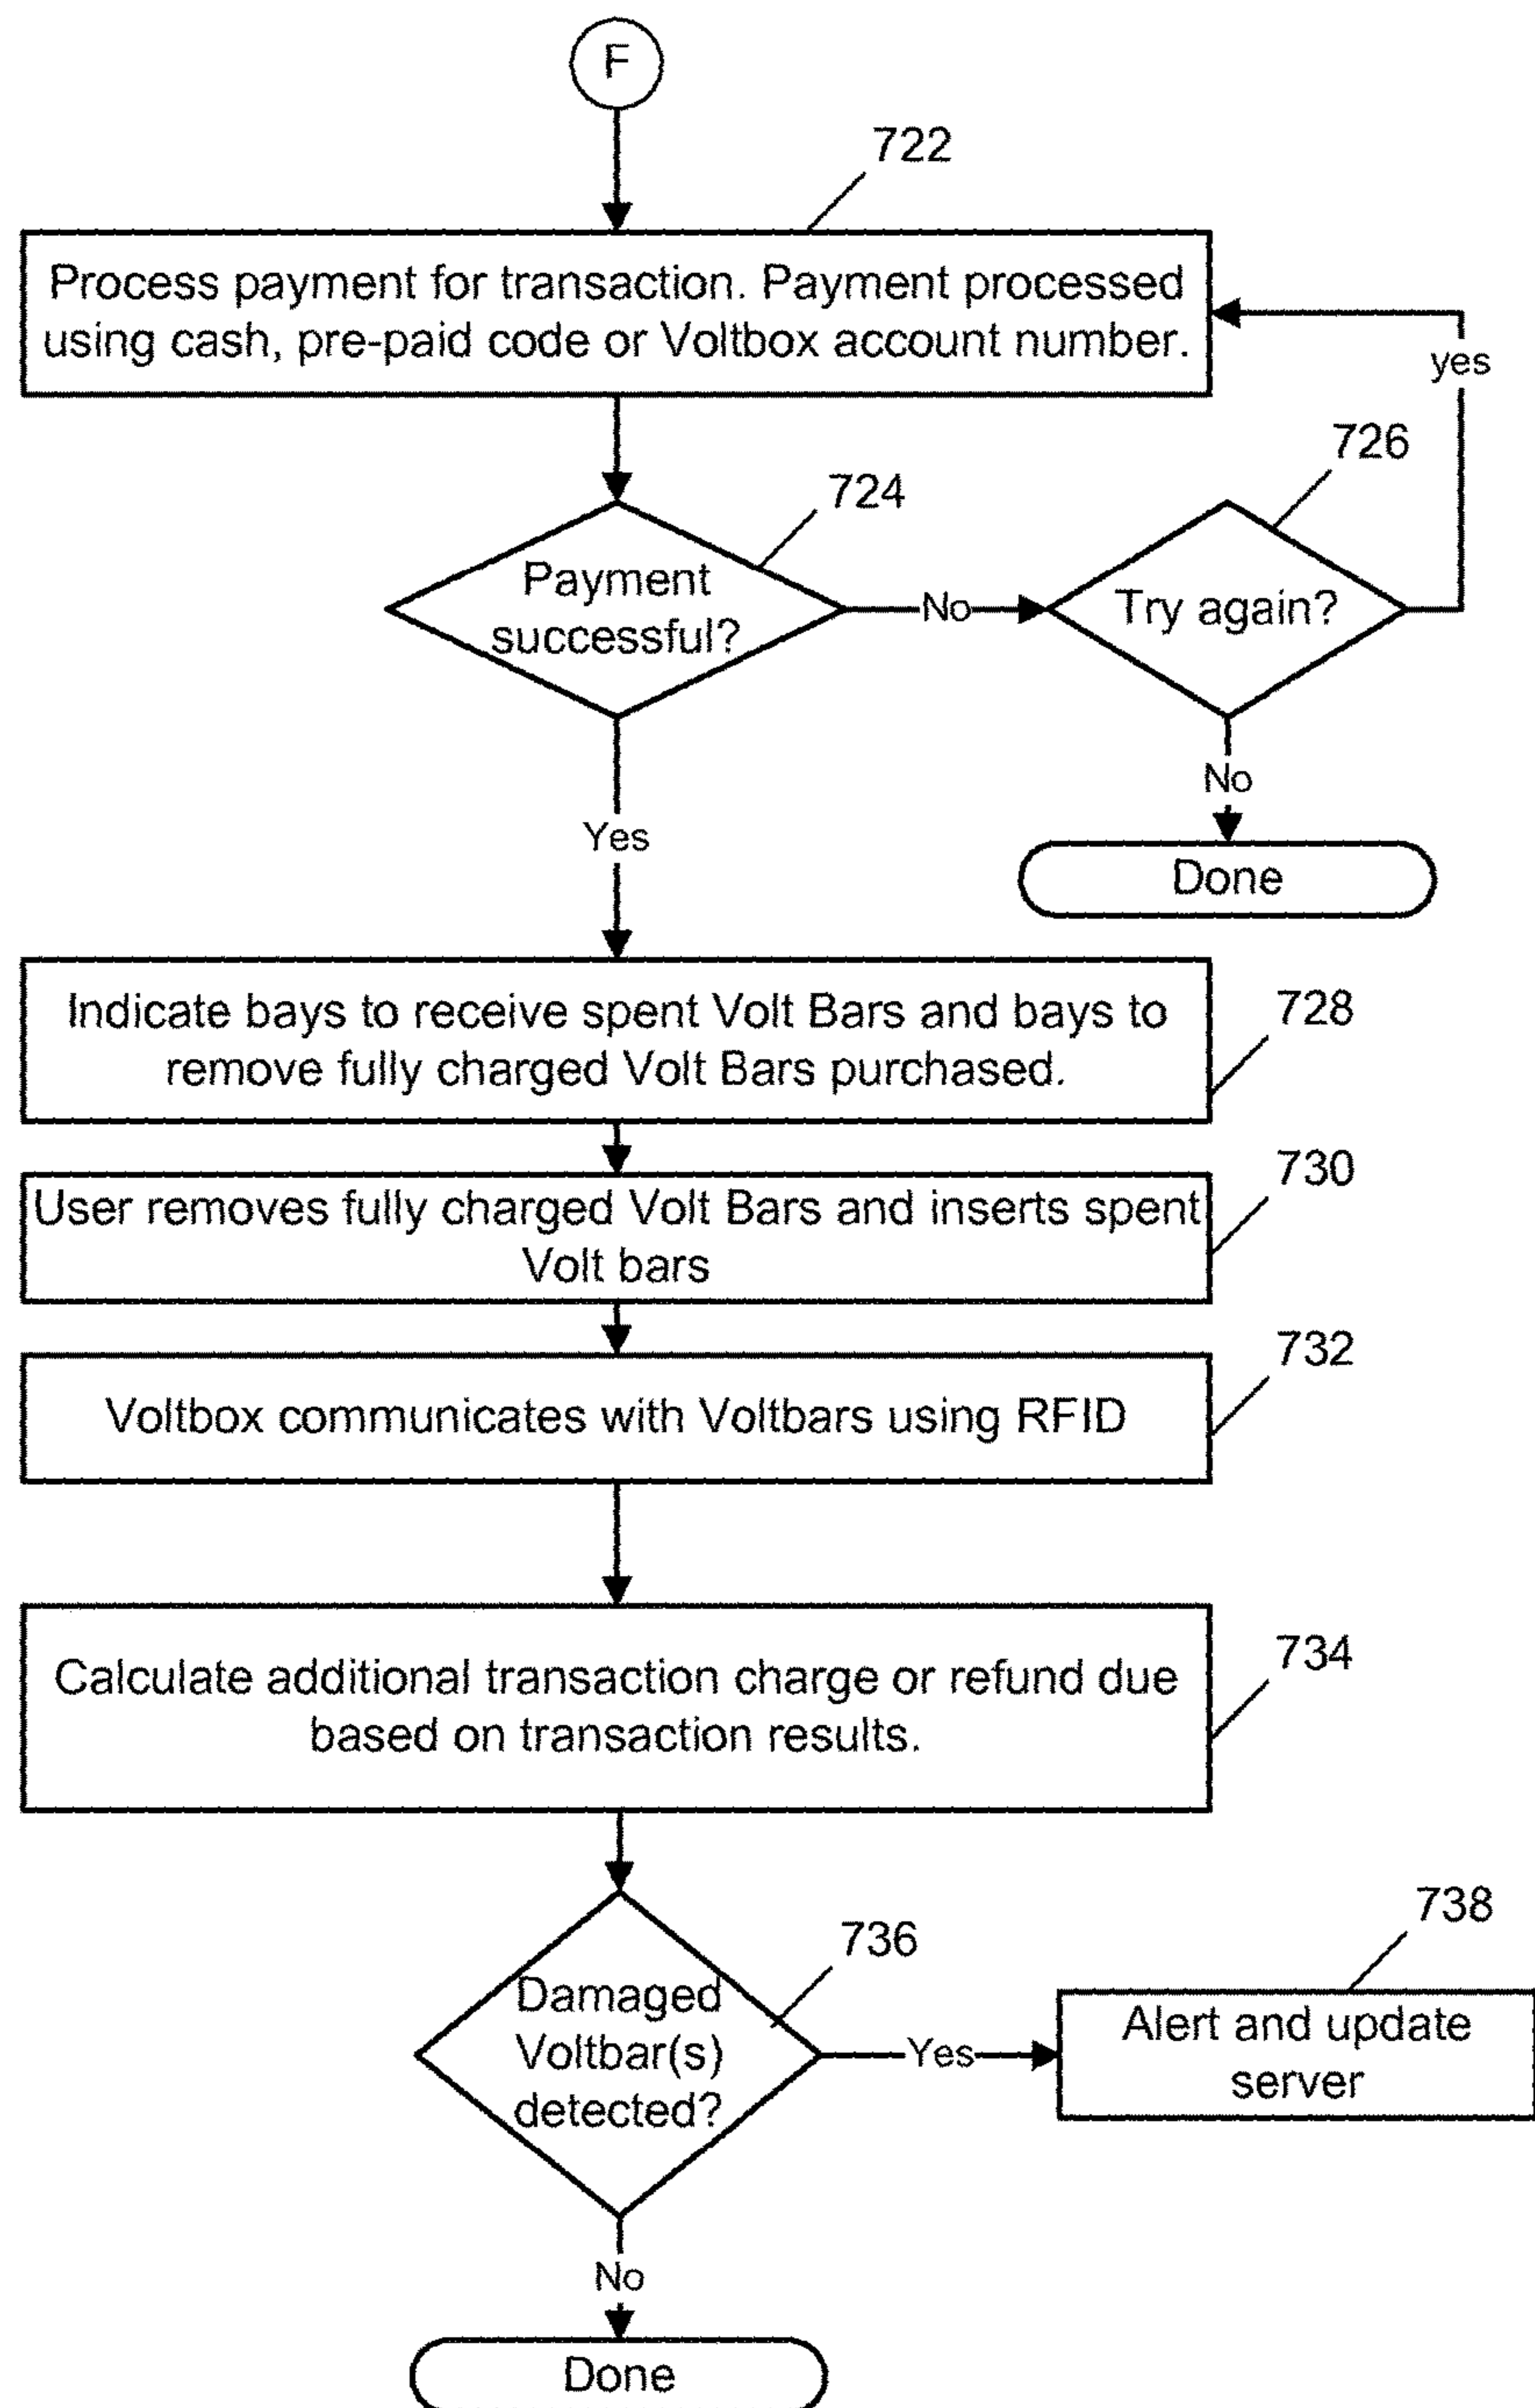 F
722
Process payment for transaction. Payment processed
using cash, pre-paid code or Voltbox account number.
yes
726
724
Payment
successful?
No
Try again?
No
Yes
Done
Indicate bays to receive spent Volt Bars and bays to
remove fully charged Volt Bars purchased.
728
User removes fully charged Volt Bars and inserts spent
Volt bars
730
732
Voltbox communicates with Voltbars using RFID
Calculate additional transaction charge or refund due
based on transaction results.
734
736
738
Damaged
Voltbar(s)
detected?
Yes
Alert and update
server
No
Done